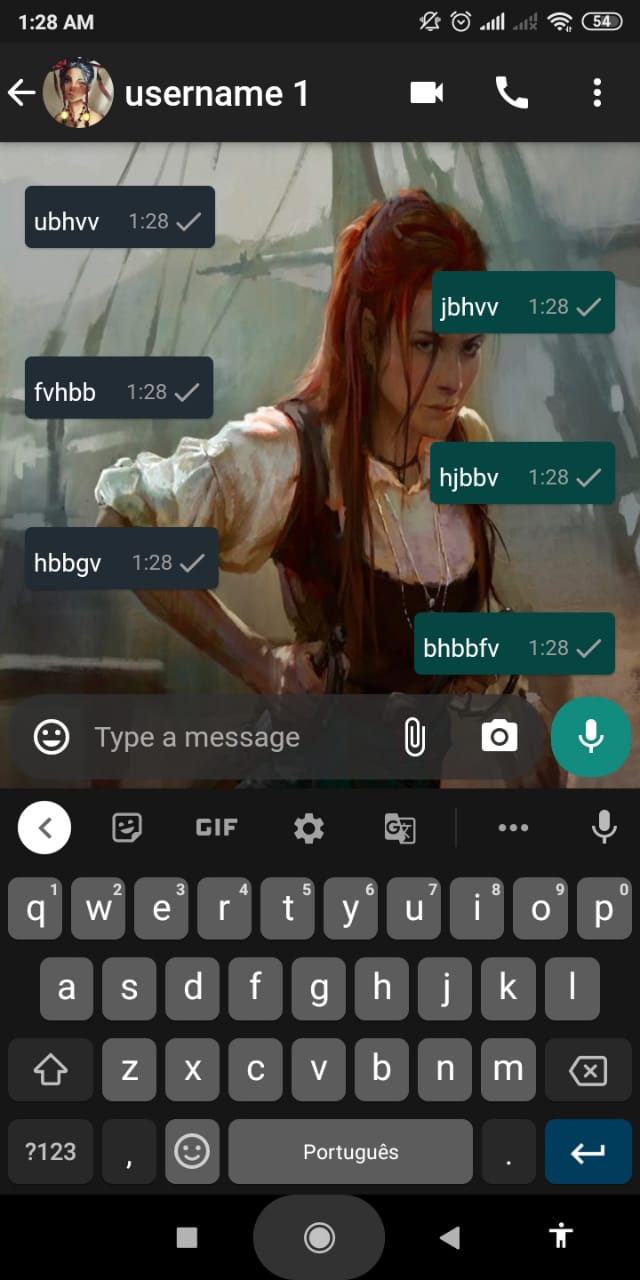 1:28 AM
54
username 1
ubhvv 1:28
jbhvv 1:28
fvhbb 1:28
hjbbv 1:28
hbbgv 1:28
bhbbfv 1:28
Type a message
GIF
G
q1 w2 e3 r4 t5 y6 u7 i8 o9 p0
a s d f g h j k l
z x c v b n m
?123 , Português .